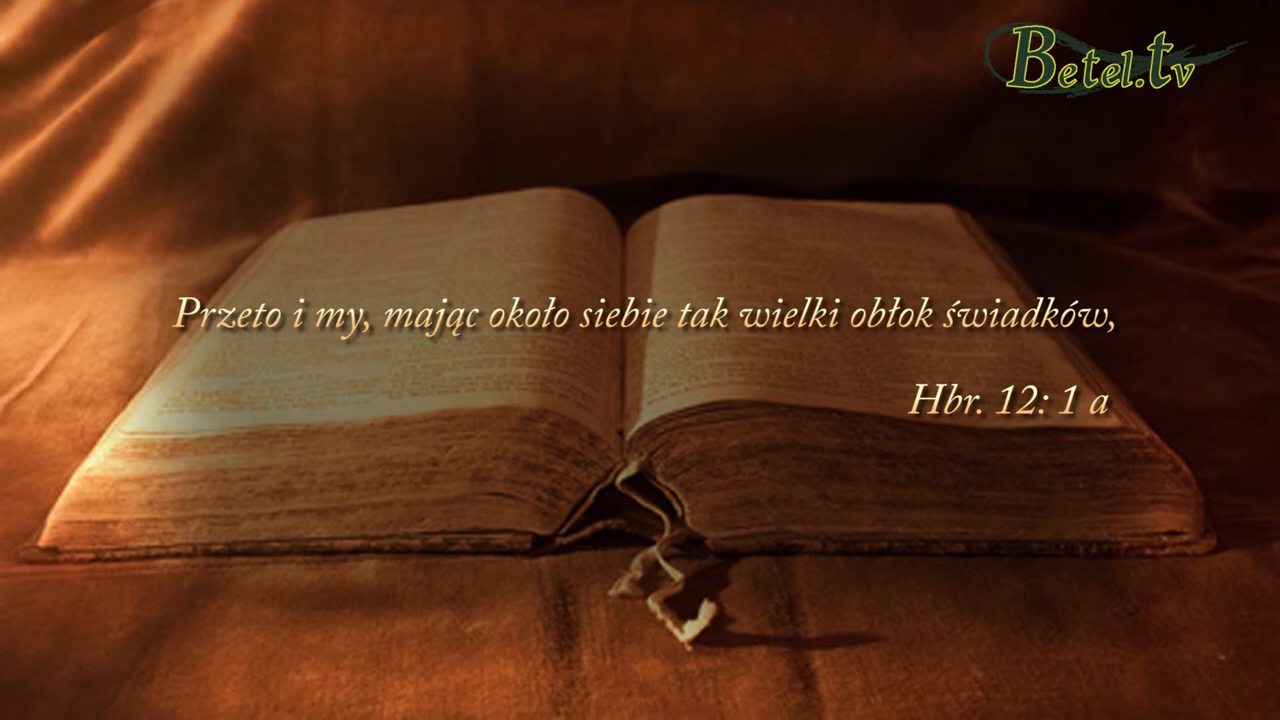 Betel.tv
Przeto i my, mając około siebie tak wielki obłok świadków,
Hbr. 12: 1 a